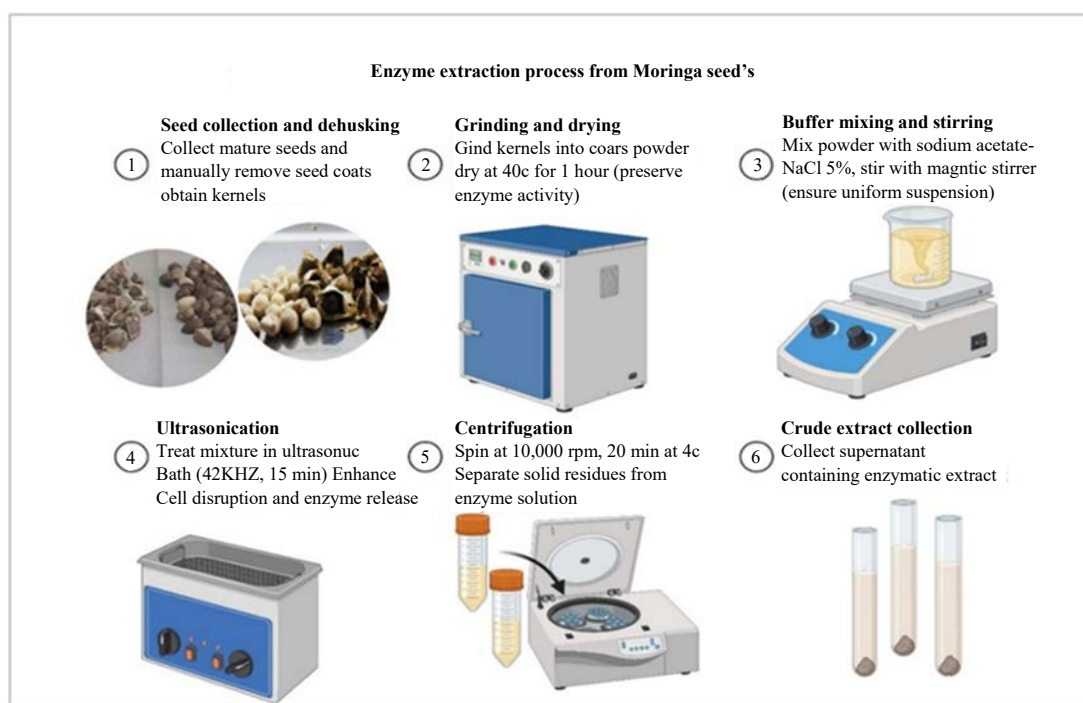 Enzyme extraction process from Moringa seed's
1
Seed collection and dehusking
Collect mature seeds and
manually remove seed coats
obtain kernels
2
Grinding and drying
Gind kernels into coars powder
dry at 40c for 1 hour (preserve
enzyme activity)
3
Buffer mixing and stirring
Mix powder with sodium acetate-
NaCl 5%, stir with magntic stirrer
(ensure uniform suspension)
4
Ultrasonication
Treat mixture in ultrasonuc
Bath (42KHZ, 15 min) Enhance
Cell disruption and enzyme release
5
Centrifugation
Spin at 10,000 rpm, 20 min at 4c
Separate solid residues from
enzyme solution
6
Crude extract collection
Collect supernatant
containing enzymatic extract